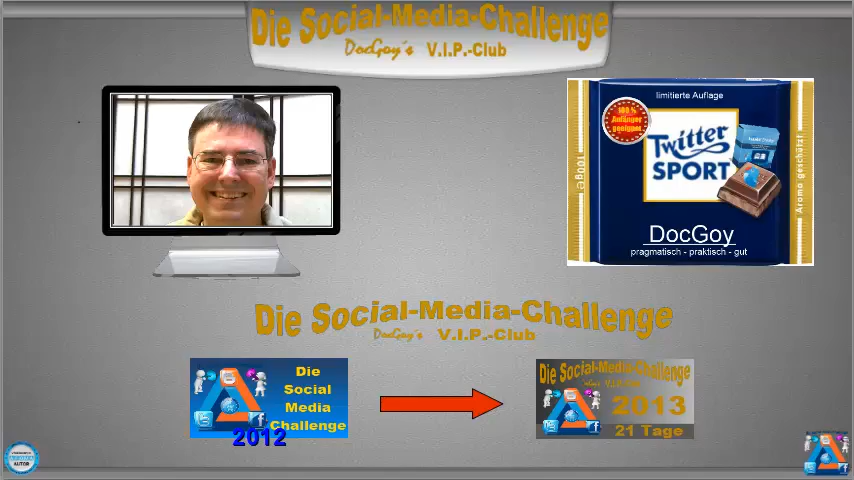 Die Social-Media-Challenge
DocGoy's V.I.P.-Club
limitierte Auflage
100 %
Anfänger
geeignet
Twitter
SPORT
100g e
Aroma geschützt
DocGoy
pragmatisch - praktisch - gut
Die Social-Media-Challenge
DocGoy's V.I.P.-Club
Die
Social
Media
Challenge
2012
Die Social-Media-Challenge
2013
21 Tage
AUTOR